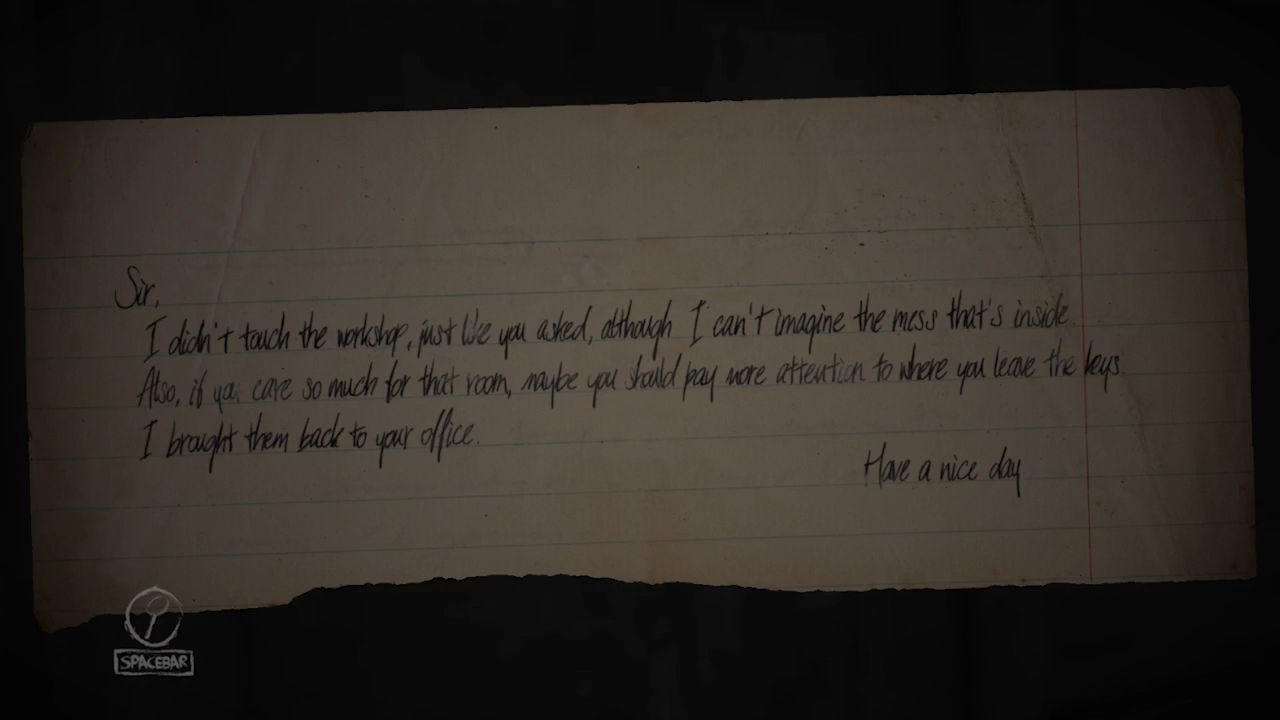 Sir,
I didn't touch the workshop, just like you asked, although I can't imagine the mess that's inside.
Also, if you care so much for that room, maybe you should pay more attention to where you leave the keys.
I brought them back to your office.
Have a nice day
SPACEBAR